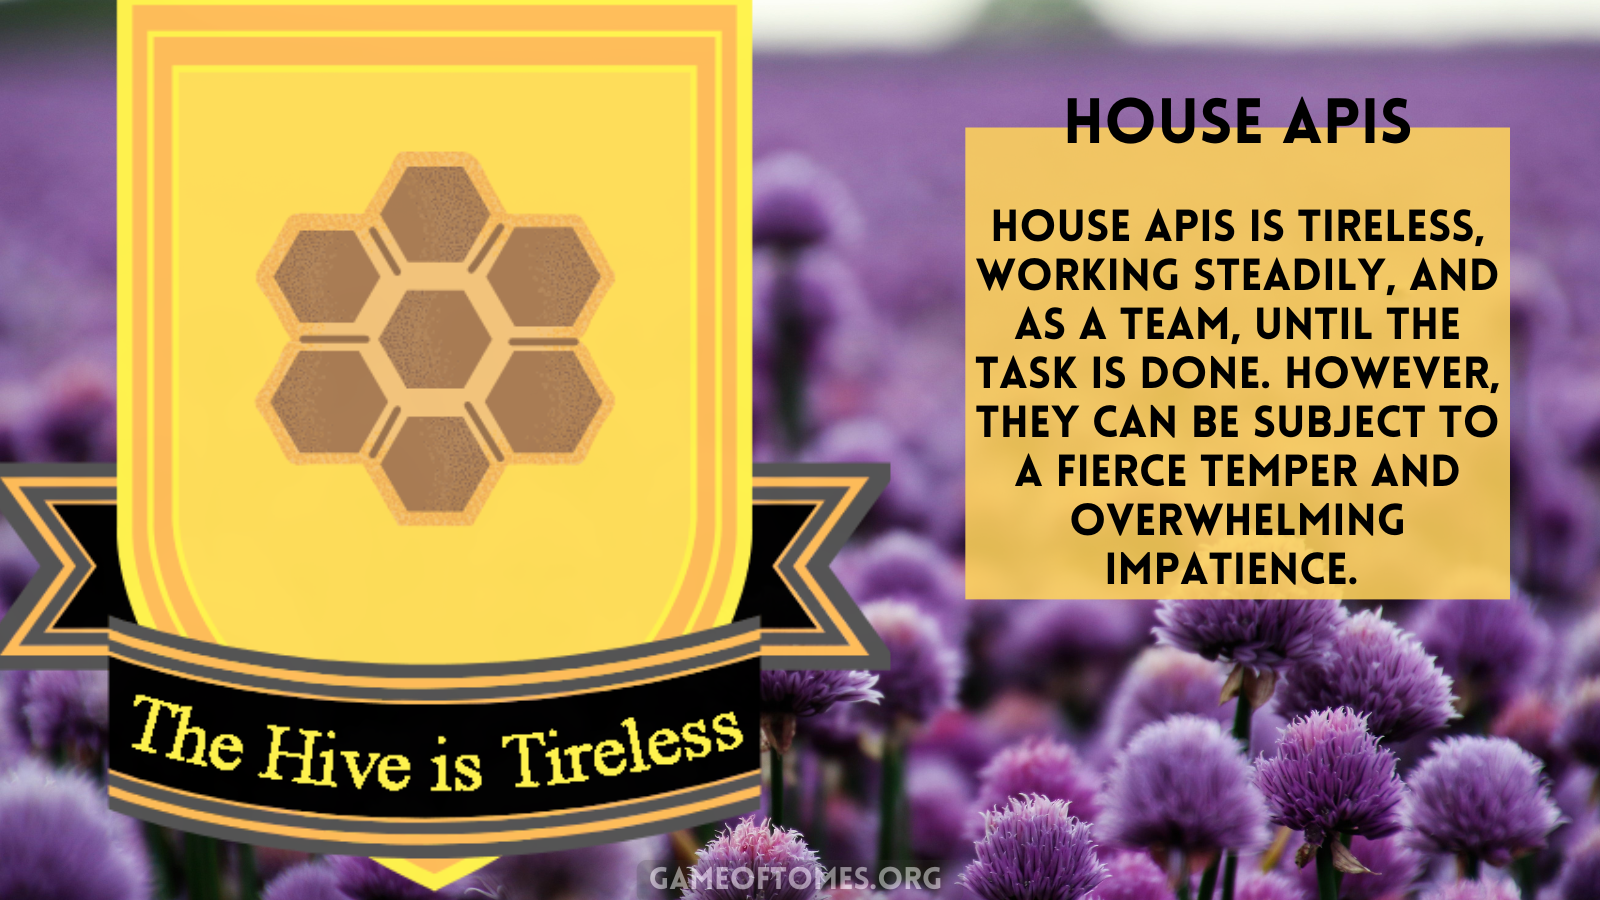 HOUSE APIS
HOUSE APIS IS TIRELESS,
WORKING STEADILY, AND
AS A TEAM, UNTIL THE
TASK IS DONE. HOWEVER,
THEY CAN BE SUBJECT TO
A FIERCE TEMPER AND
OVERWHELMING
IMPATIENCE.
The Hive is Tireless
GAMEOFTOMES.ORG